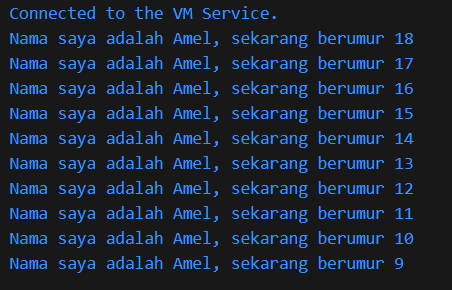 Connected to the VM Service.
Nama saya adalah Amel, sekarang berumur 18
Nama saya adalah Amel, sekarang berumur 17
Nama saya adalah Amel, sekarang berumur 16
Nama saya adalah Amel, sekarang berumur 15
Nama saya adalah Amel, sekarang berumur 14
Nama saya adalah Amel, sekarang berumur 13
Nama saya adalah Amel, sekarang berumur 12
Nama saya adalah Amel, sekarang berumur 11
Nama saya adalah Amel, sekarang berumur 10
Nama saya adalah Amel, sekarang berumur 9